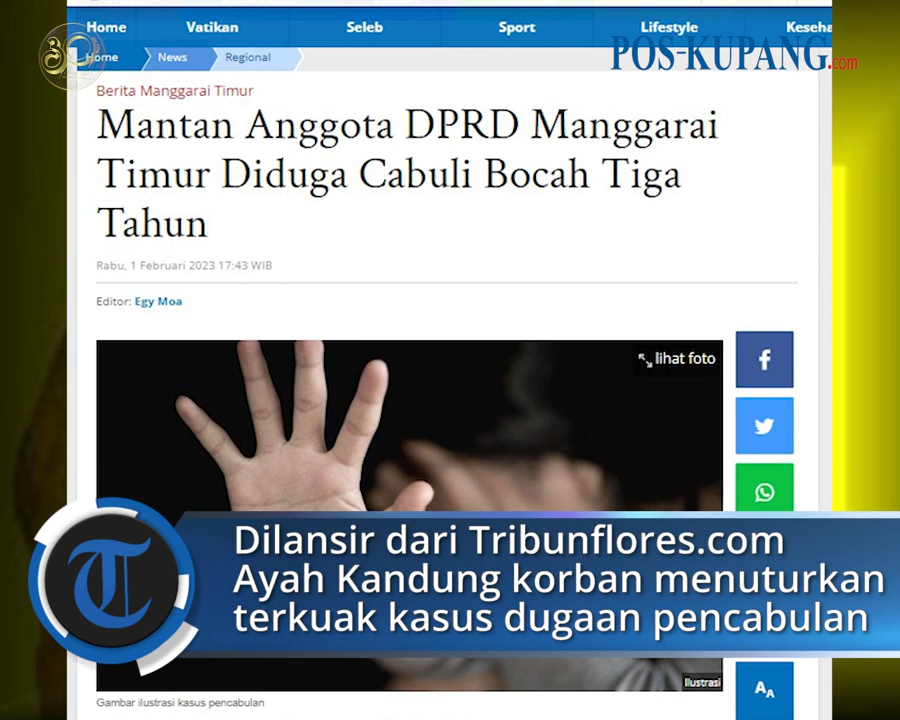 Home Vatikan Seleb Sport Lifestyle Keseha
Home News Regional
POS-KUPANG.com
Berita Manggarai Timur
Mantan Anggota DPRD Manggarai
Timur Diduga Cabuli Bocah Tiga
Tahun
Rabu, 1 Februari 2023 17:43 WIB
Editor: Egy Moa
lihat foto
Dilansir dari Tribunflores.com
Ayah Kandung korban menuturkan
terkuak kasus dugaan pencabulan
T
Ilustrasi
AA
Gambar ilustrasi kasus pencabulan